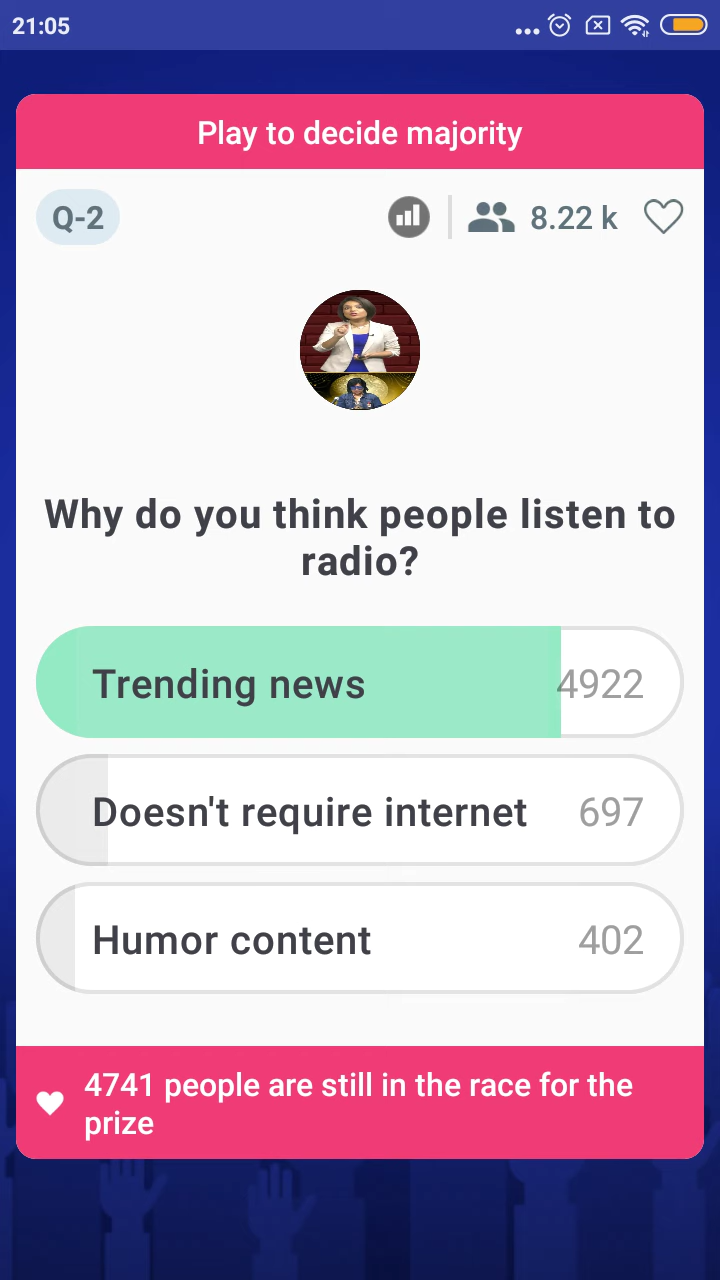 21:05
Play to decide majority
Q-2
8.22 k
Why do you think people listen to
radio?
Trending news 4922
Doesn't require internet 697
Humor content 402
4741 people are still in the race for the
prize